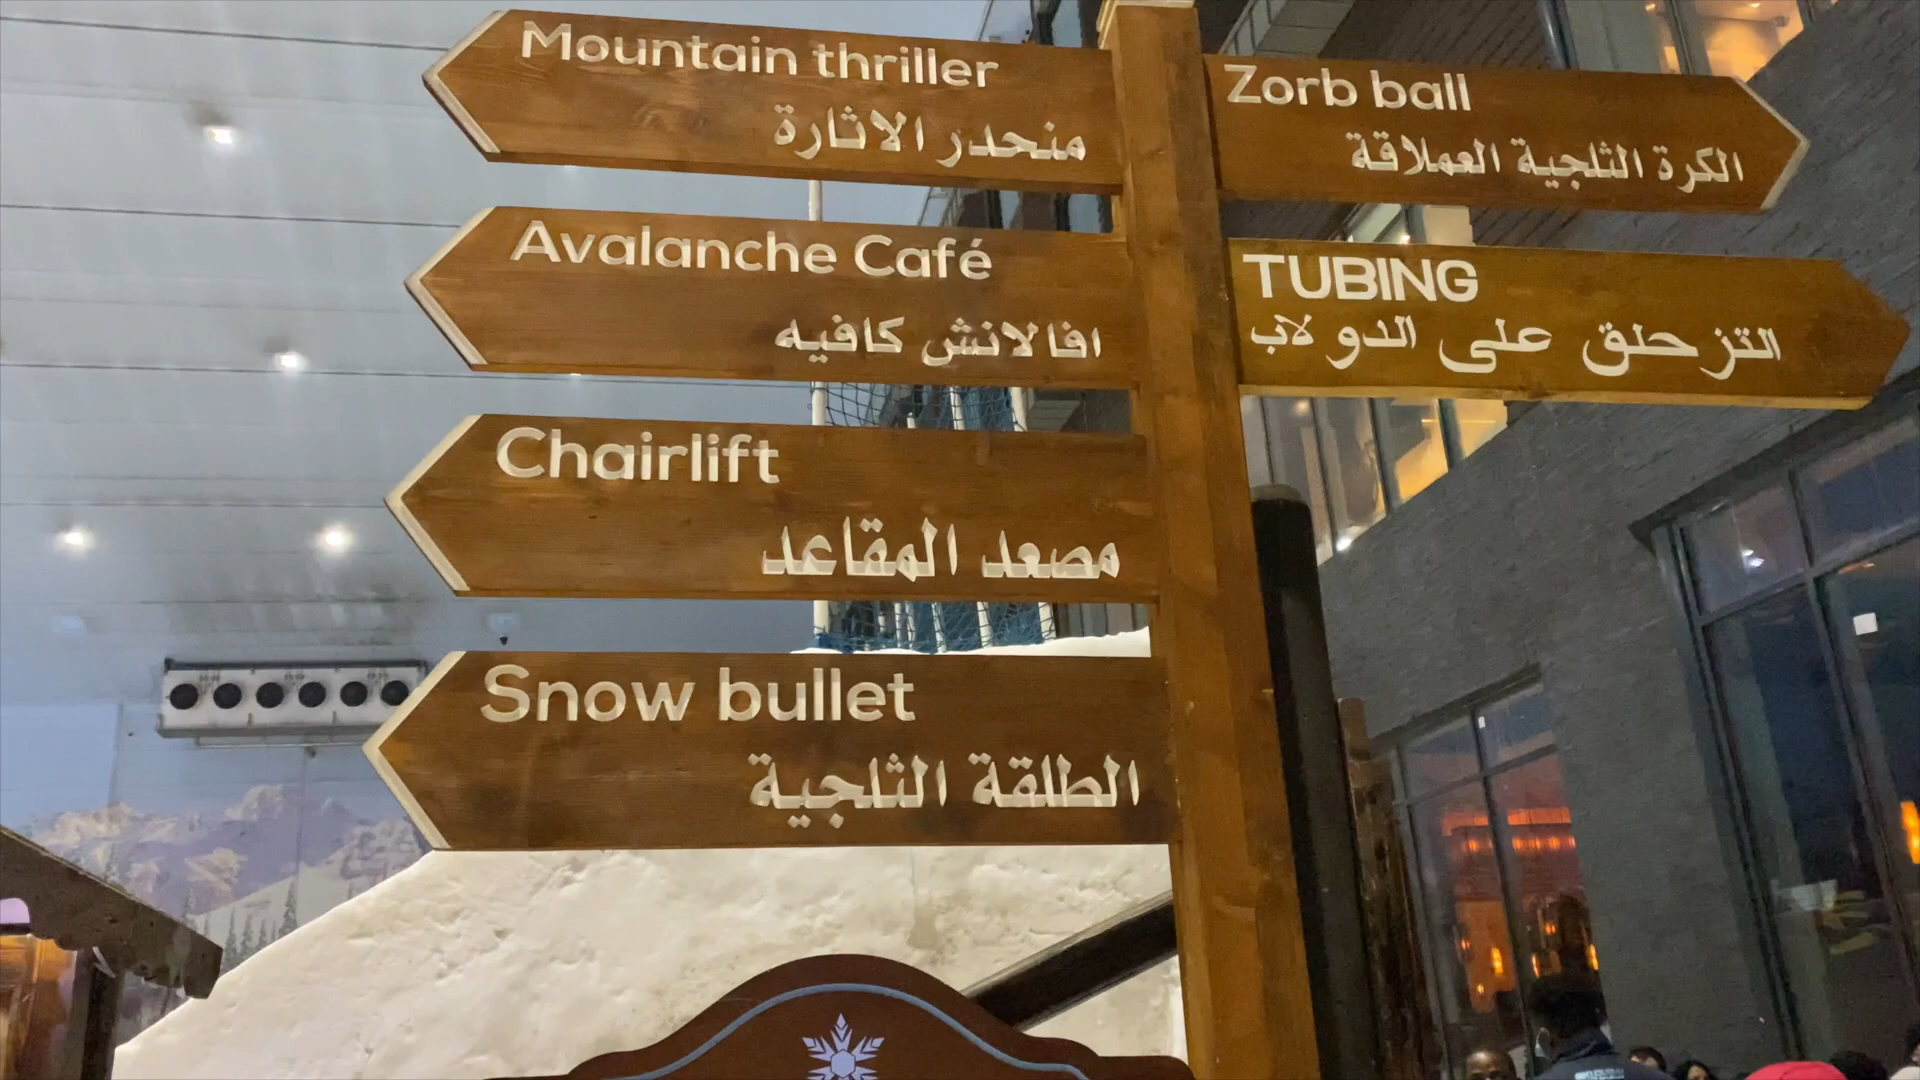 Mountain thriller
منحدر الاثارة
Avalanche Café
افالانش كافيه
Chairlift
مصعد المقاعد
Snow bullet
الطلقة الثلجية
Zorb ball
الكرة الثلجية العملاقة
TUBING
التزحلق على الدولاب